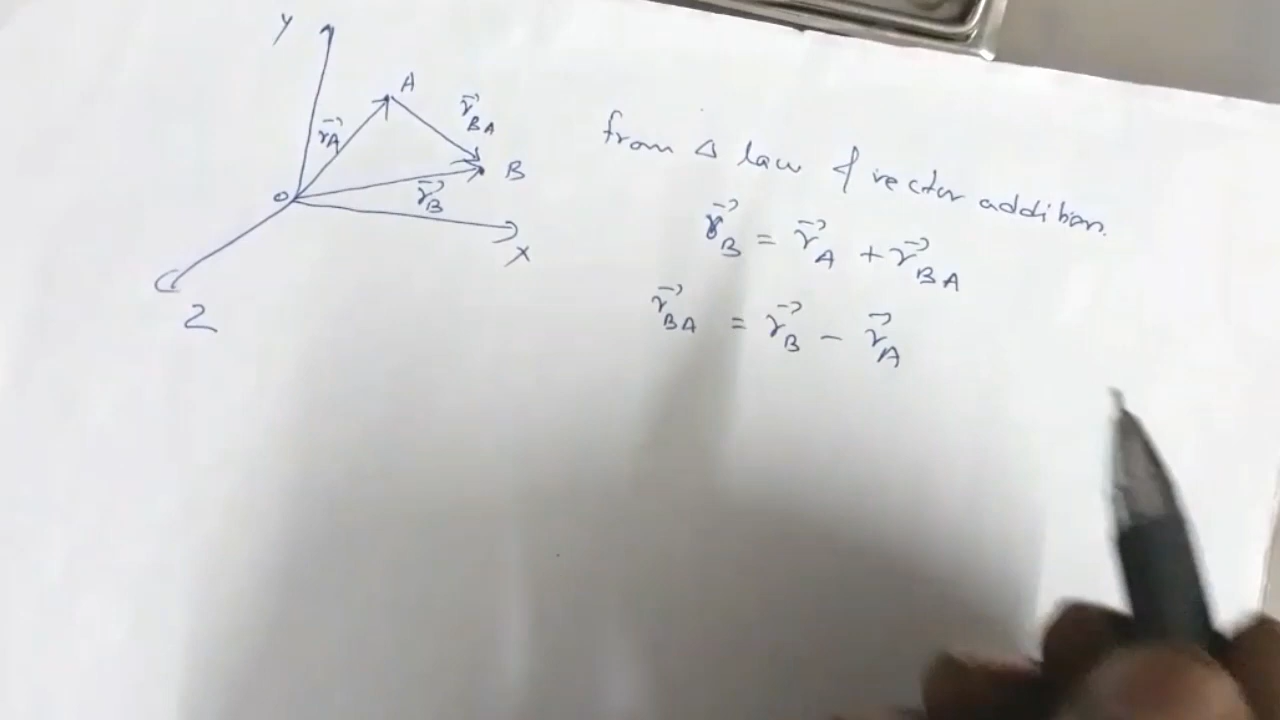 Y
A
r⃗A
r⃗BA
O
B
r⃗B
X
Z
from Δ law of vector addition.
r⃗B = r⃗A + r⃗BA
r⃗BA = r⃗B − r⃗A